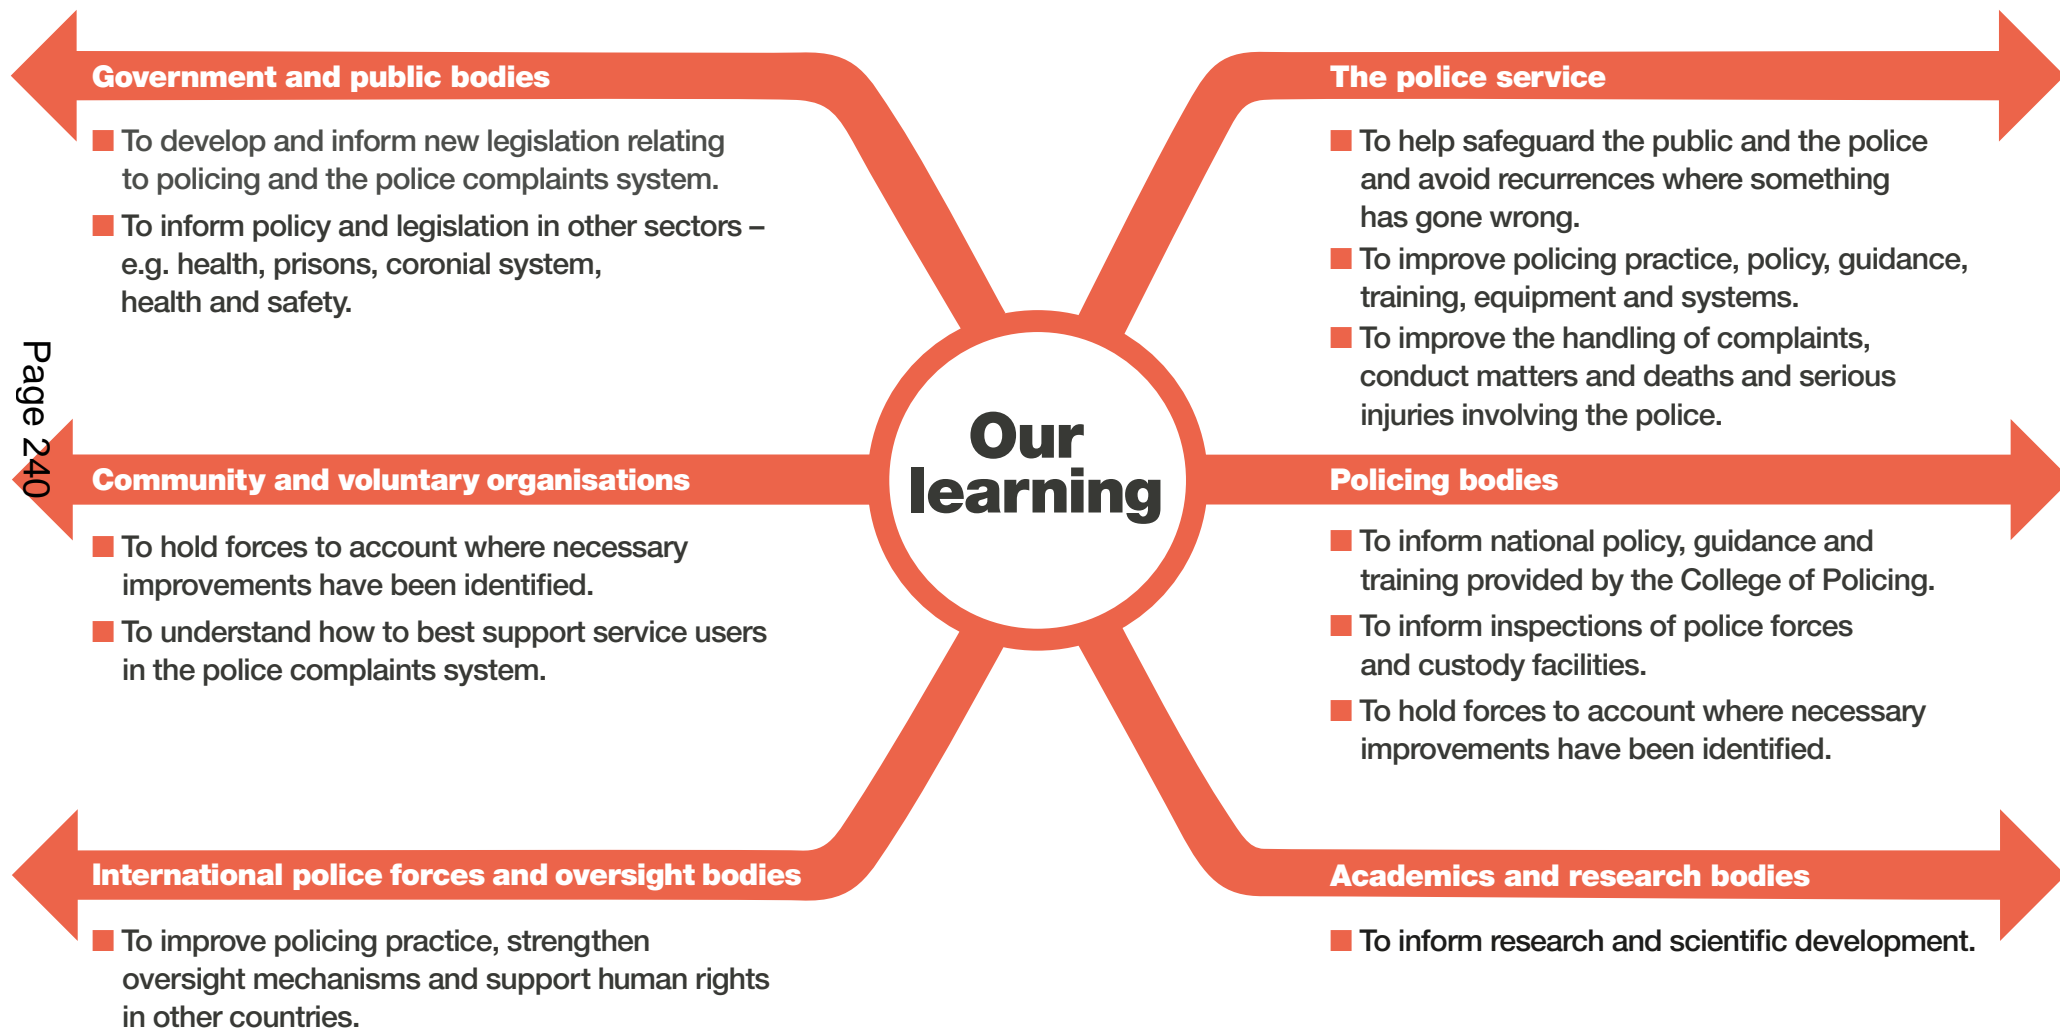 Government and public bodies
To develop and inform new legislation relating
to policing and the police complaints system.
To inform policy and legislation in other sectors –
e.g. health, prisons, coronial system,
health and safety.
Page 240
Community and voluntary organisations
To hold forces to account where necessary
improvements have been identified.
To understand how to best support service users
in the police complaints system.
International police forces and oversight bodies
To improve policing practice, strengthen
oversight mechanisms and support human rights
in other countries.
Our
learning
The police service
To help safeguard the public and the police
and avoid recurrences where something
has gone wrong.
To improve policing practice, policy, guidance,
training, equipment and systems.
To improve the handling of complaints,
conduct matters and deaths and serious
injuries involving the police.
Policing bodies
To inform national policy, guidance and
training provided by the College of Policing.
To inform inspections of police forces
and custody facilities.
To hold forces to account where necessary
improvements have been identified.
Academics and research bodies
To inform research and scientific development.